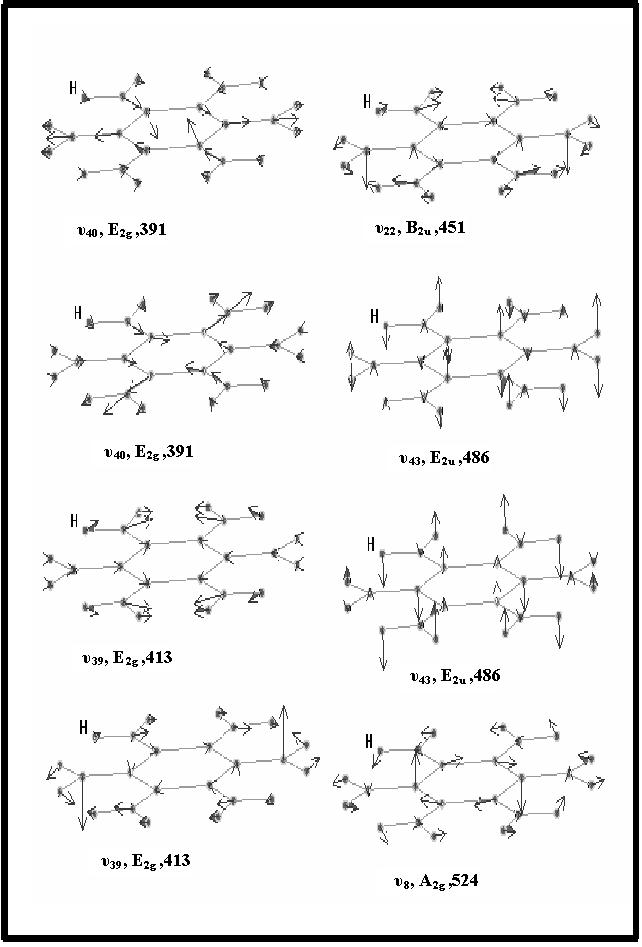 H
H
υ₄₀, E₂g ,391
υ₂₂, B₂u ,451
H
H
υ₄₀, E₂g ,391
υ₄₃, E₂u ,486
H
H
υ₃₉, E₂g ,413
υ₄₃, E₂u ,486
H
H
υ₃₉, E₂g ,413
υ₈, A₂g ,524